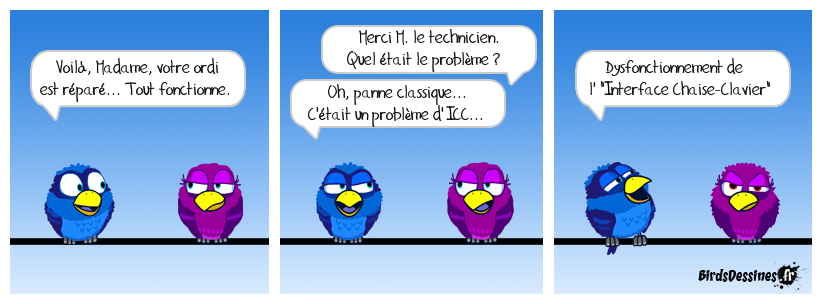 Voilà, Madame, votre ordi
est réparé... Tout fonctionne.
Merci M. le technicien.
Quel était le problème ?
Oh, panne classique...
C'était un problème d'ICC...
Dysfonctionnement de
l' "Interface Chaise-Clavier"
BirdsDessines.fr